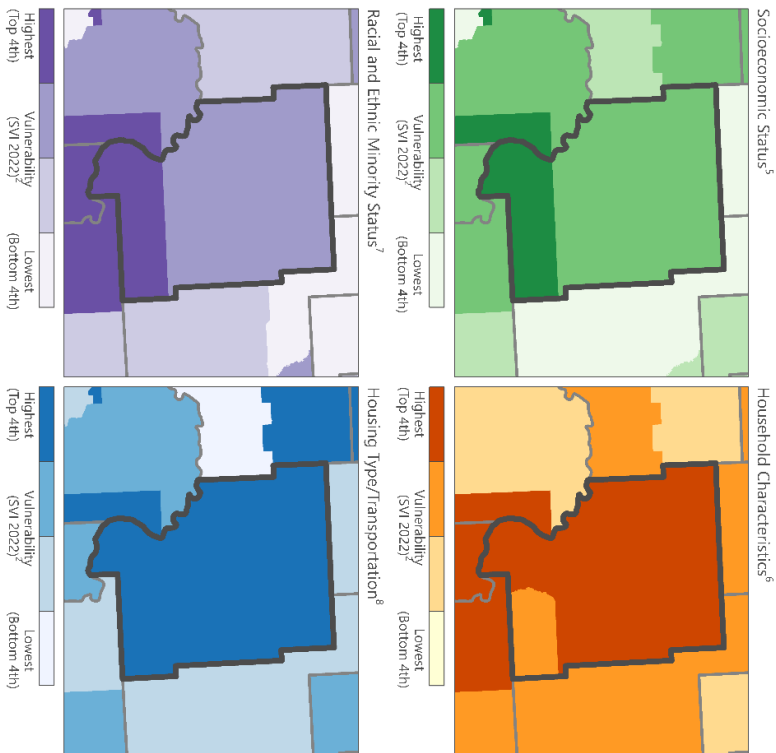 Socioeconomic Status⁵
Highest
(Top 4th)
Vulnerability
(SVI 2022)²
Lowest
(Bottom 4th)
Household Characteristics⁶
Highest
(Top 4th)
Vulnerability
(SVI 2022)²
Lowest
(Bottom 4th)
Racial and Ethnic Minority Status⁷
Highest
(Top 4th)
Vulnerability
(SVI 2022)²
Lowest
(Bottom 4th)
Housing Type/Transportation⁸
Highest
(Top 4th)
Vulnerability
(SVI 2022)²
Lowest
(Bottom 4th)